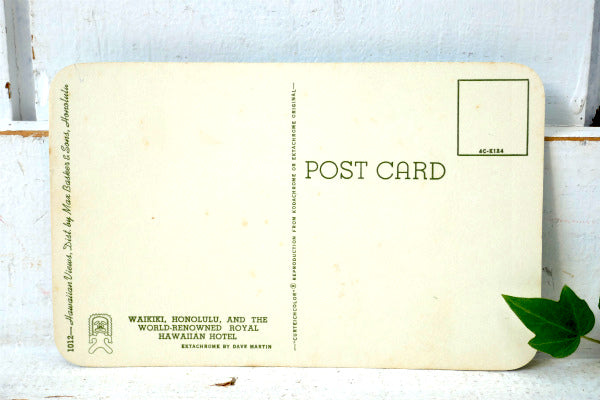 1012—Hawaiian Views, Dist. by Max Basker & Sons, Honolulu
WAIKIKI, HONOLULU, AND THE
WORLD-RENOWNED ROYAL
HAWAIIAN HOTEL
EKTACHROME BY DAVE MARTIN
"CURTEICHCOLOR"® REPRODUCTION FROM KODACHROME OR EKTACHROME ORIGINAL
POST CARD
6C-K184